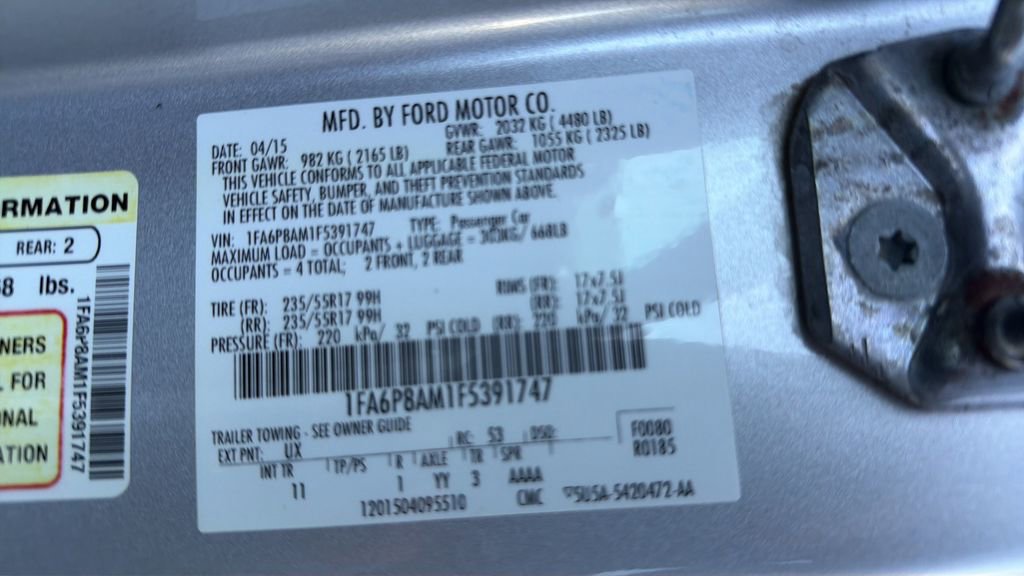 MFD. BY FORD MOTOR CO.
DATE: 04/15 GVWR: 2032 KG ( 4480 LB)
FRONT GAWR: 982 KG ( 2165 LB) REAR GAWR: 1055 KG ( 2325 LB)
THIS VEHICLE CONFORMS TO ALL APPLICABLE FEDERAL MOTOR
VEHICLE SAFETY, BUMPER, AND THEFT PREVENTION STANDARDS
IN EFFECT ON THE DATE OF MANUFACTURE SHOWN ABOVE.
VIN: 1FA6P8AM1F5391747 TYPE: Passenger Car
MAXIMUM LOAD = OCCUPANTS + LUGGAGE = 303KG/ 668LB
OCCUPANTS = 4 TOTAL; 2 FRONT, 2 REAR
TIRE (FR): 235/55R17 99H RIMS (FR): 17x7.5J
(RR): 235/55R17 99H (RR): 17x7.5J
PRESSURE (FR): 220 kPa/ 32 PSI COLD (RR): 220 kPa/ 32 PSI COLD
1FA6P8AM1F5391747
TRAILER TOWING - SEE OWNER GUIDE
EXT PNT: UX RC: 53 DSO: F0080
R0185
INT TR TP/PS R AXLE TR SPR
11 1 YY 3 AAAA
1201504095510 CMC 5U5A-5420472-AA
RMATION
REAR: 2
68 lbs.
NERS
FOR
ONAL
ATION
1FA6P8AM1F5391747